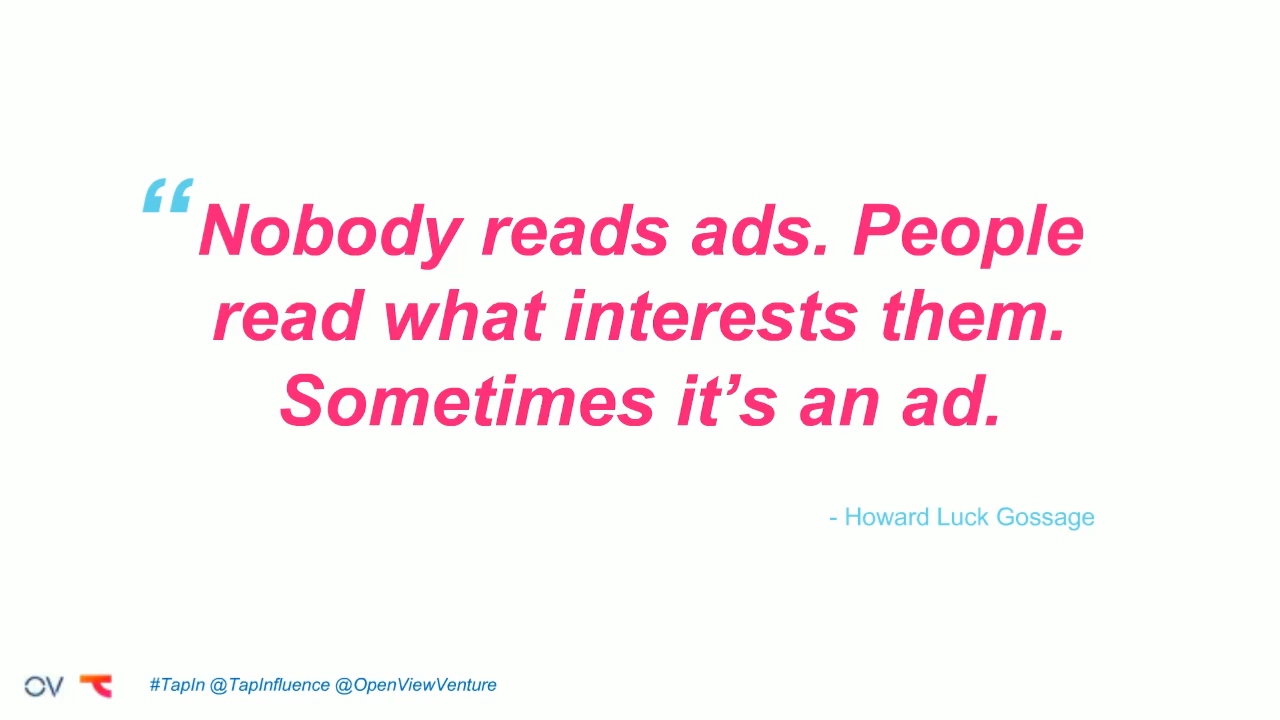 “Nobody reads ads. People
read what interests them.
Sometimes it’s an ad.
- Howard Luck Gossage
OV #TapIn @TapInfluence @OpenViewVenture